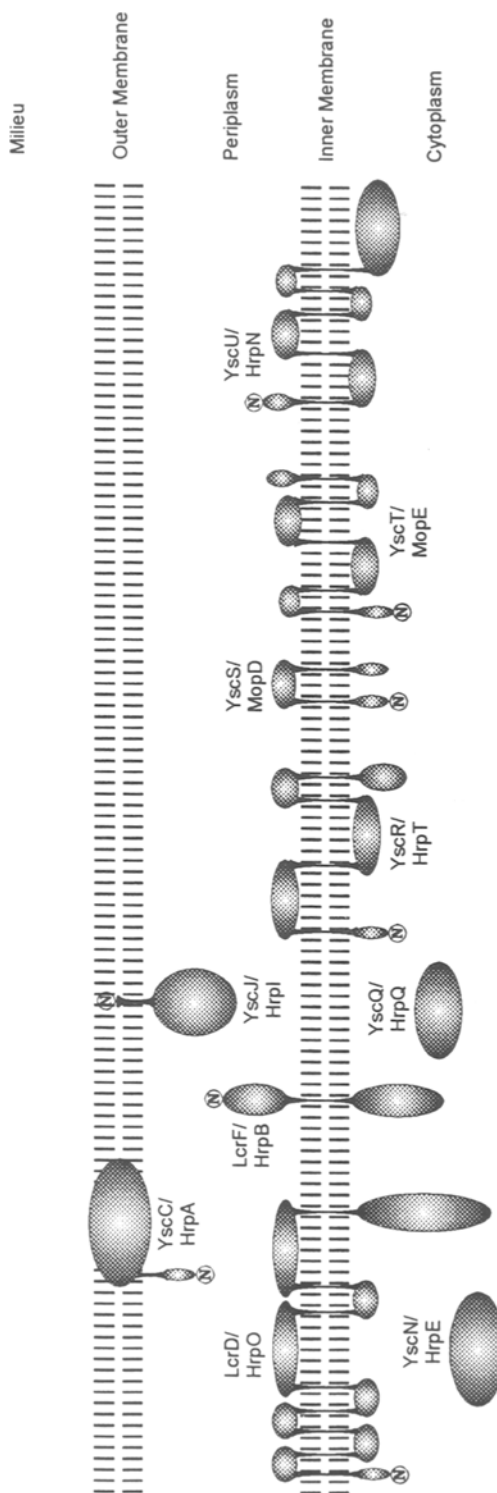 Milieu
Outer Membrane
Periplasm
Inner Membrane
Cytoplasm
YscU/
HrpN
N
YscT/
MopE
N
YscS/
MopD
N
YscR/
HrpT
N
N
YscJ/
HrpI
YscQ/
HrpQ
N
LcrF/
HrpB
YscC/
HrpA
N
LcrD/
HrpO
YscN/
HrpE
N